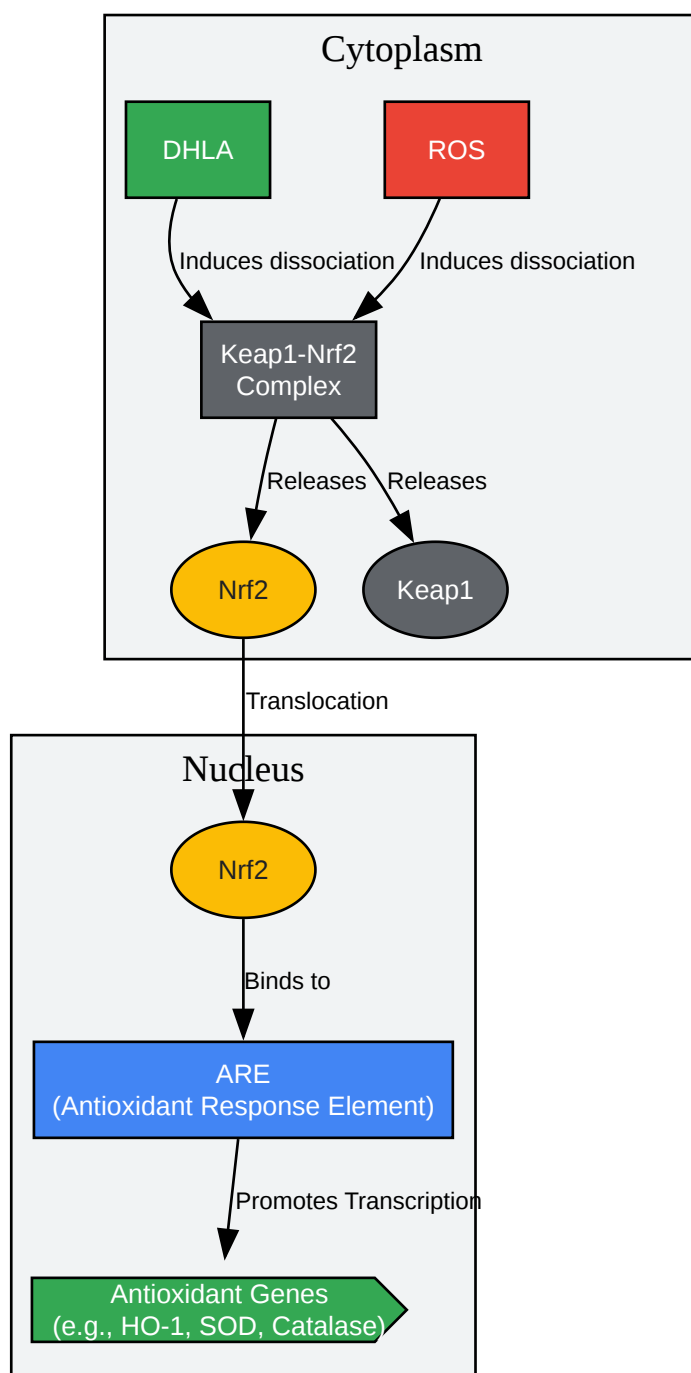 Cytoplasm
DHLA
ROS
Induces dissociation
Induces dissociation
Keap1-Nrf2
Complex
Releases
Releases
Nrf2
Keap1
Translocation
Nucleus
Nrf2
Binds to
ARE
(Antioxidant Response Element)
Promotes Transcription
Antioxidant Genes
(e.g., HO-1, SOD, Catalase)